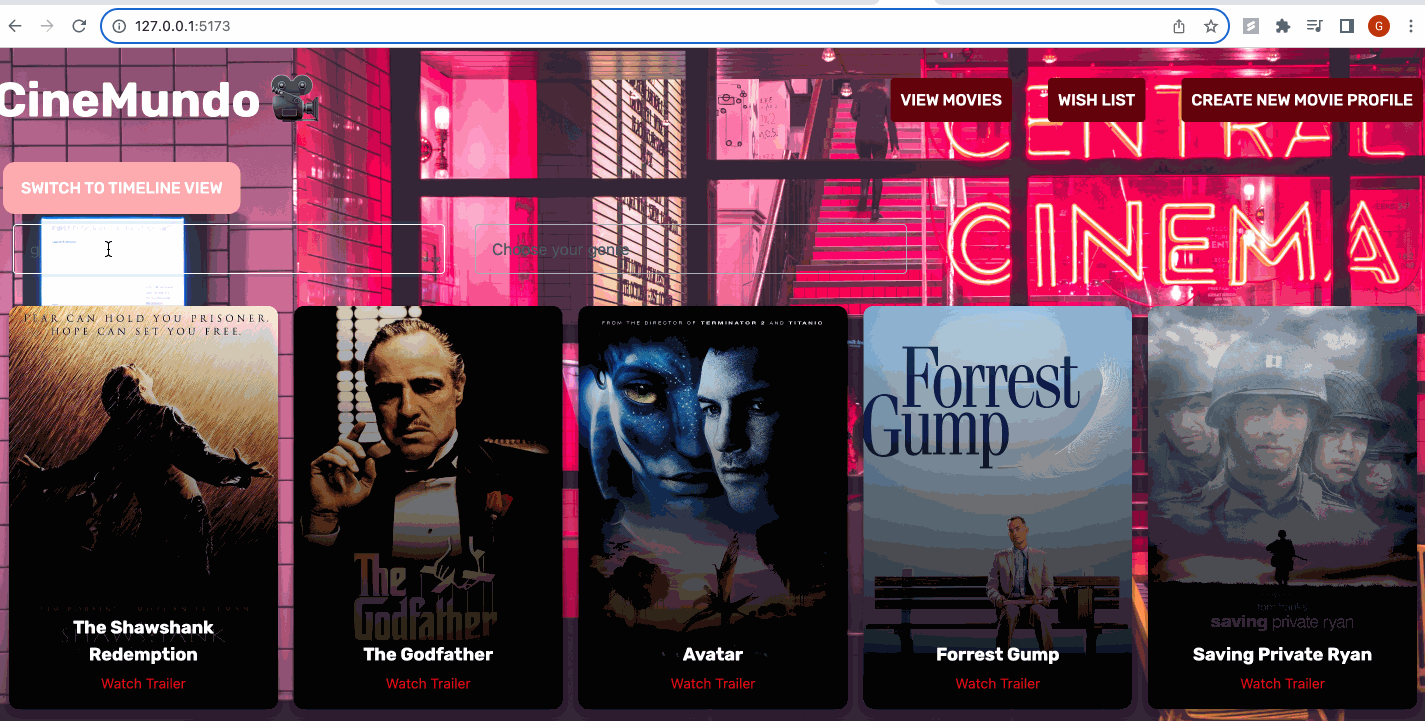 127.0.0.1:5173
G
CineMundo
VIEW MOVIES
WISH LIST
CREATE NEW MOVIE PROFILE
CENTRAL
SWITCH TO TIMELINE VIEW
g
Choose your genre
CINEMA
FEAR CAN HOLD YOU PRISONER.
HOPE CAN SET YOU FREE.
SHAWSHANK
The Shawshank
Redemption
Watch Trailer
The
Godfather
The Godfather
Watch Trailer
FROM THE DIRECTOR OF TERMINATOR 2 AND TITANIC
Avatar
Watch Trailer
Forrest
Gump
Forrest Gump
Watch Trailer
tom hanks
saving private ryan
Saving Private Ryan
Watch Trailer